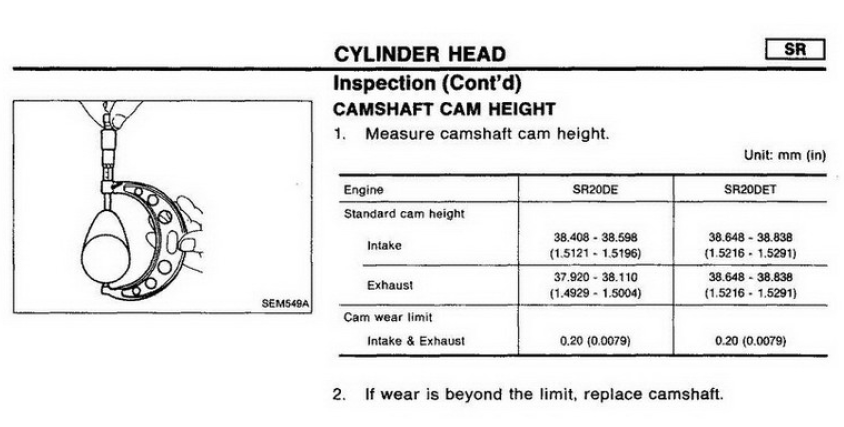 CYLINDER HEAD
SR
Inspection (Cont'd)
CAMSHAFT CAM HEIGHT
1. Measure camshaft cam height.
Unit: mm (in)
Engine SR20DE SR20DET
Standard cam height
Intake 38.408 - 38.598 (1.5121 - 1.5196) 38.648 - 38.838 (1.5216 - 1.5291)
Exhaust 37.920 - 38.110 (1.4929 - 1.5004) 38.648 - 38.838 (1.5216 - 1.5291)
Cam wear limit
Intake & Exhaust 0.20 (0.0079) 0.20 (0.0079)
SEM549A
2. If wear is beyond the limit, replace camshaft.